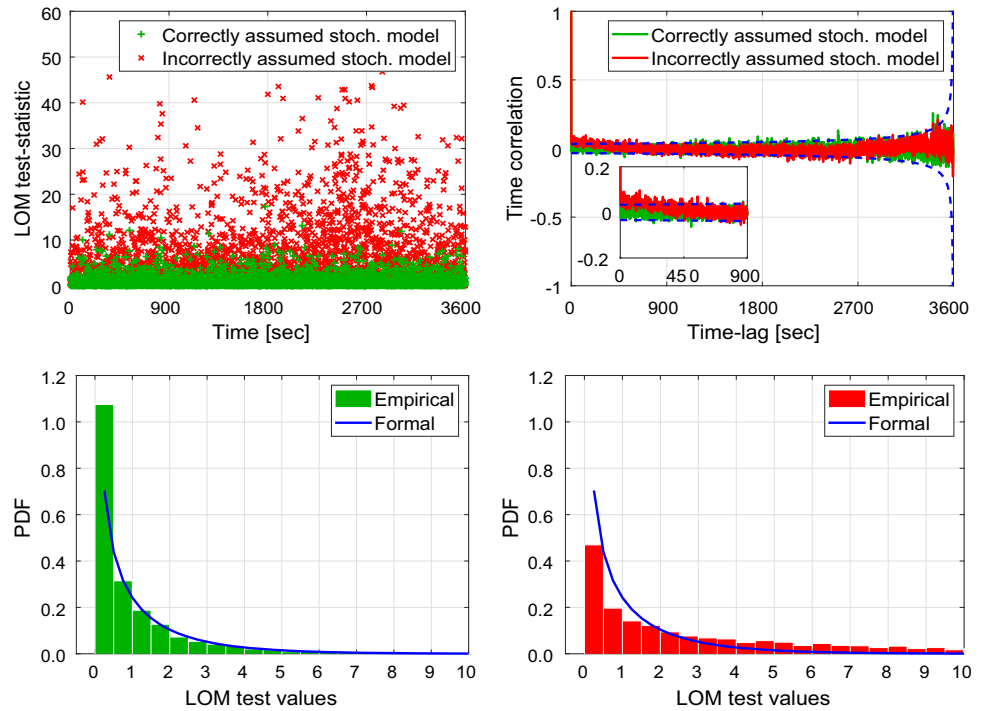 60
50
40
30
20
10
0
LOM test-statistic
Correctly assumed stoch. model
Incorrectly assumed stoch. model
0 900 1800 2700 3600
Time [sec]
1
0.5
0
-0.5
-1
Time correlation
Correctly assumed stoch. model
Incorrectly assumed stoch. model
0.2
0
-0.2
0 45 0 900
0 900 1800 2700 3600
Time-lag [sec]
1.2
1.0
0.8
0.6
0.4
0.2
0.0
PDF
Empirical
Formal
0 1 2 3 4 5 6 7 8 9 10
LOM test values
1.2
1.0
0.8
0.6
0.4
0.2
0.0
PDF
Empirical
Formal
0 1 2 3 4 5 6 7 8 9 10
LOM test values